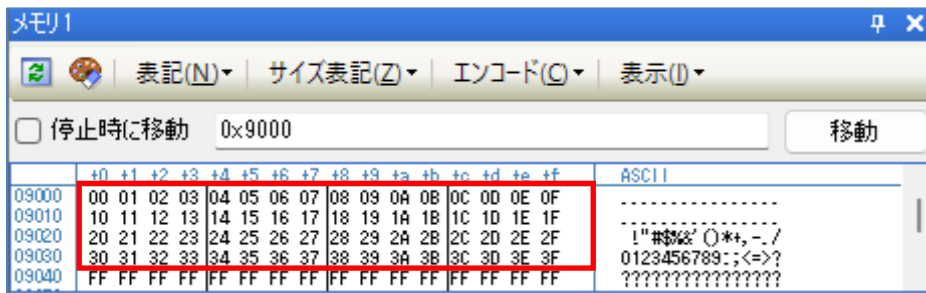 メモリ1
表記(N) サイズ表記(Z) エンコード(C) 表示(I)
停止時に移動 0x9000 移動
+0 +1 +2 +3 +4 +5 +6 +7 +8 +9 +a +b +c +d +e +f ASCII
09000 00 01 02 03 04 05 06 07 08 09 0A 0B 0C 0D 0E 0F ................
09010 10 11 12 13 14 15 16 17 18 19 1A 1B 1C 1D 1E 1F ................
09020 20 21 22 23 24 25 26 27 28 29 2A 2B 2C 2D 2E 2F !"#$%&'()*+,-./
09030 30 31 32 33 34 35 36 37 38 39 3A 3B 3C 3D 3E 3F 0123456789:;<=>?
09040 FF FF FF FF FF FF FF FF FF FF FF FF FF FF FF FF ????????????????